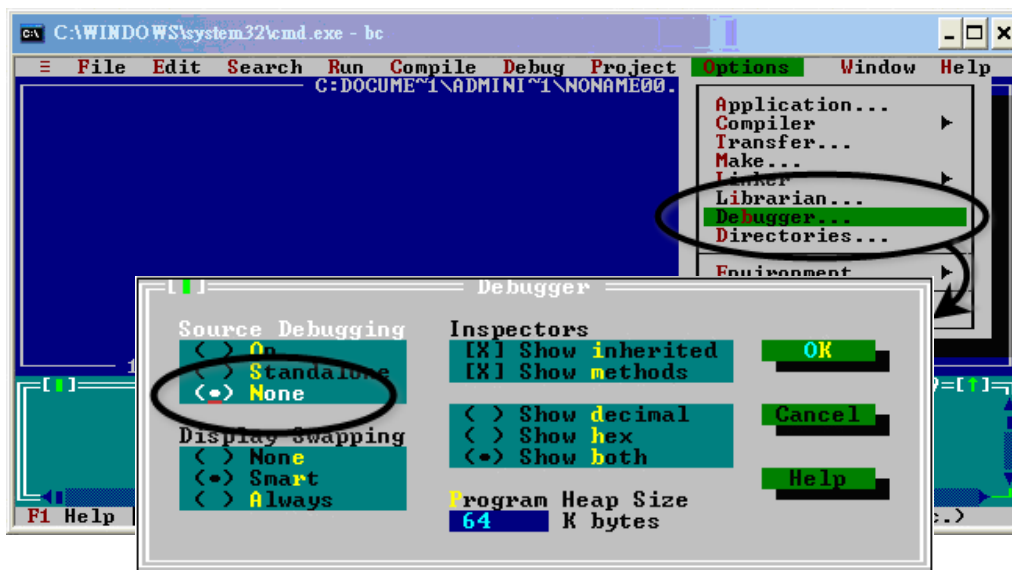 C:\WINDOWS\system32\cmd.exe - bc
≡ File Edit Search Run Compile Debug Project Options Window Help
C:DOCUME~1\ADMINI~1\NONAME00.
Application...
Compiler
Transfer...
Make...
Linker
Librarian...
Debugger...
Directories...
Environment
Debugger
Source Debugging
( ) On
( ) Standalone
(•) None
Display Swapping
( ) None
(•) Smart
( ) Always
Inspectors
[X] Show inherited
[X] Show methods
( ) Show decimal
( ) Show hex
(•) Show both
Program Heap Size
64 K bytes
OK
Cancel
Help
F1 Help